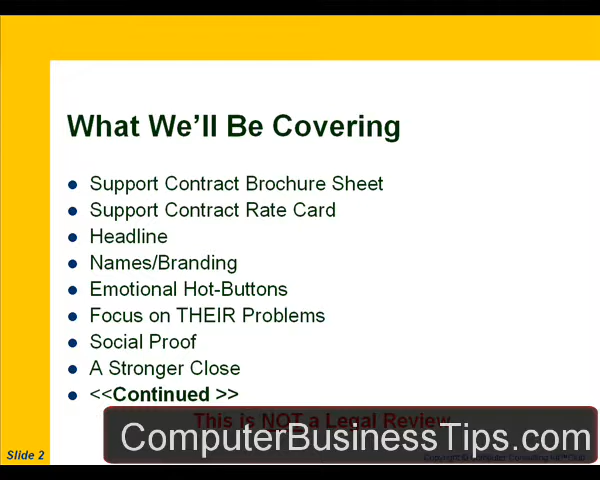 What We'll Be Covering
Support Contract Brochure Sheet
Support Contract Rate Card
Headline
Names/Branding
Emotional Hot-Buttons
Focus on THEIR Problems
Social Proof
A Stronger Close
<<Continued >>
This is NOT a Legal Review
ComputerBusinessTips.com
Slide 2